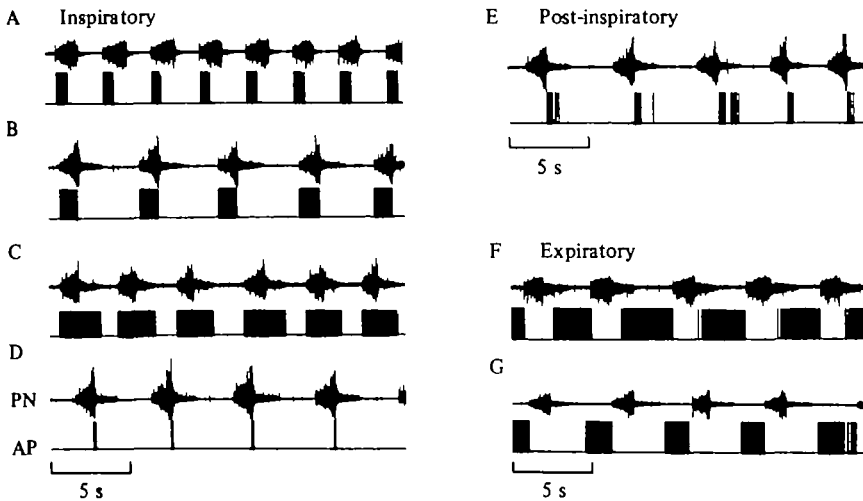 A Inspiratory
B
C
D
PN
AP
5 s
E Post-inspiratory
5 s
F Expiratory
G
5 s